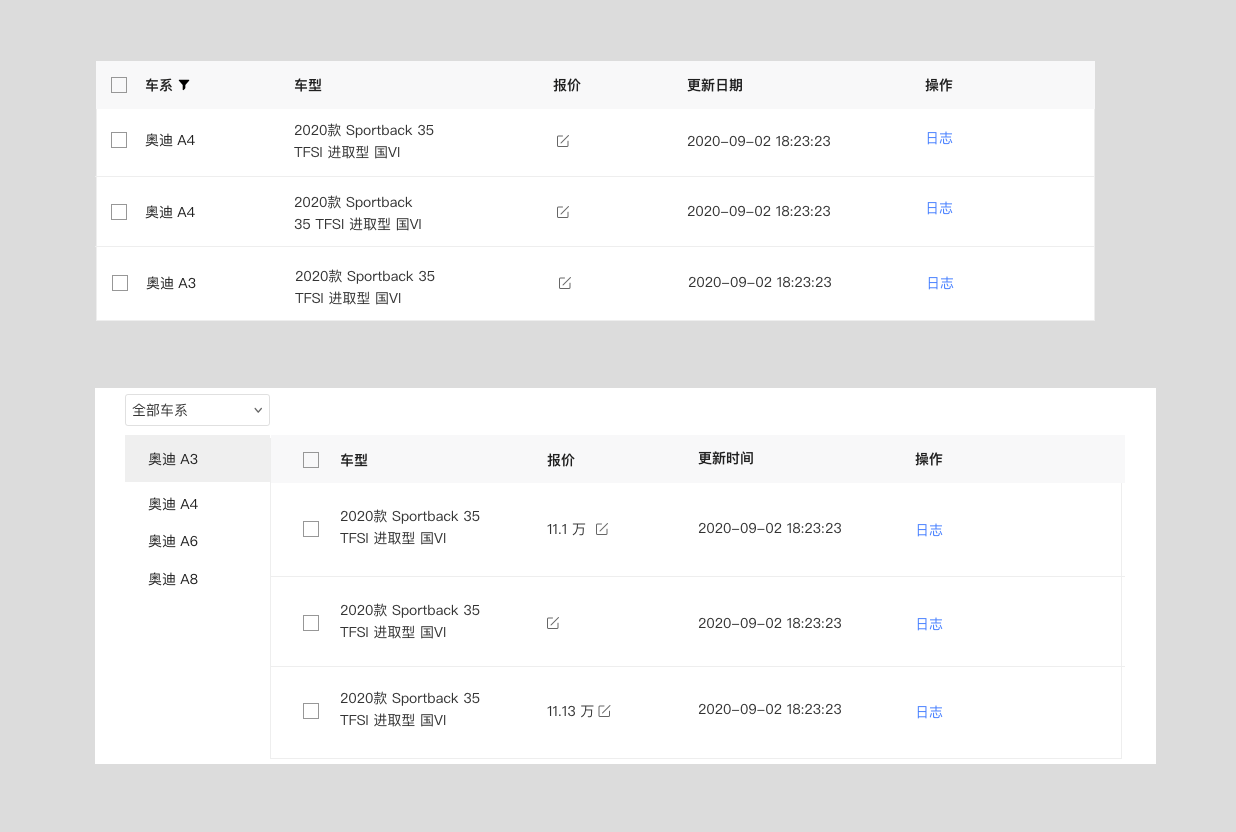 车系 车型 报价 更新日期 操作
奥迪 A4
2020款 Sportback 35
TFSI 进取型 国VI
2020-09-02 18:23:23
日志
奥迪 A4
2020款 Sportback
35 TFSI 进取型 国VI
2020-09-02 18:23:23
日志
奥迪 A3
2020款 Sportback 35
TFSI 进取型 国VI
2020-09-02 18:23:23
日志
全部车系
奥迪 A3
奥迪 A4
奥迪 A6
奥迪 A8
车型 报价 更新时间 操作
2020款 Sportback 35
TFSI 进取型 国VI
11.1 万
2020-09-02 18:23:23
日志
2020款 Sportback 35
TFSI 进取型 国VI
2020-09-02 18:23:23
日志
2020款 Sportback 35
TFSI 进取型 国VI
11.13 万
2020-09-02 18:23:23
日志